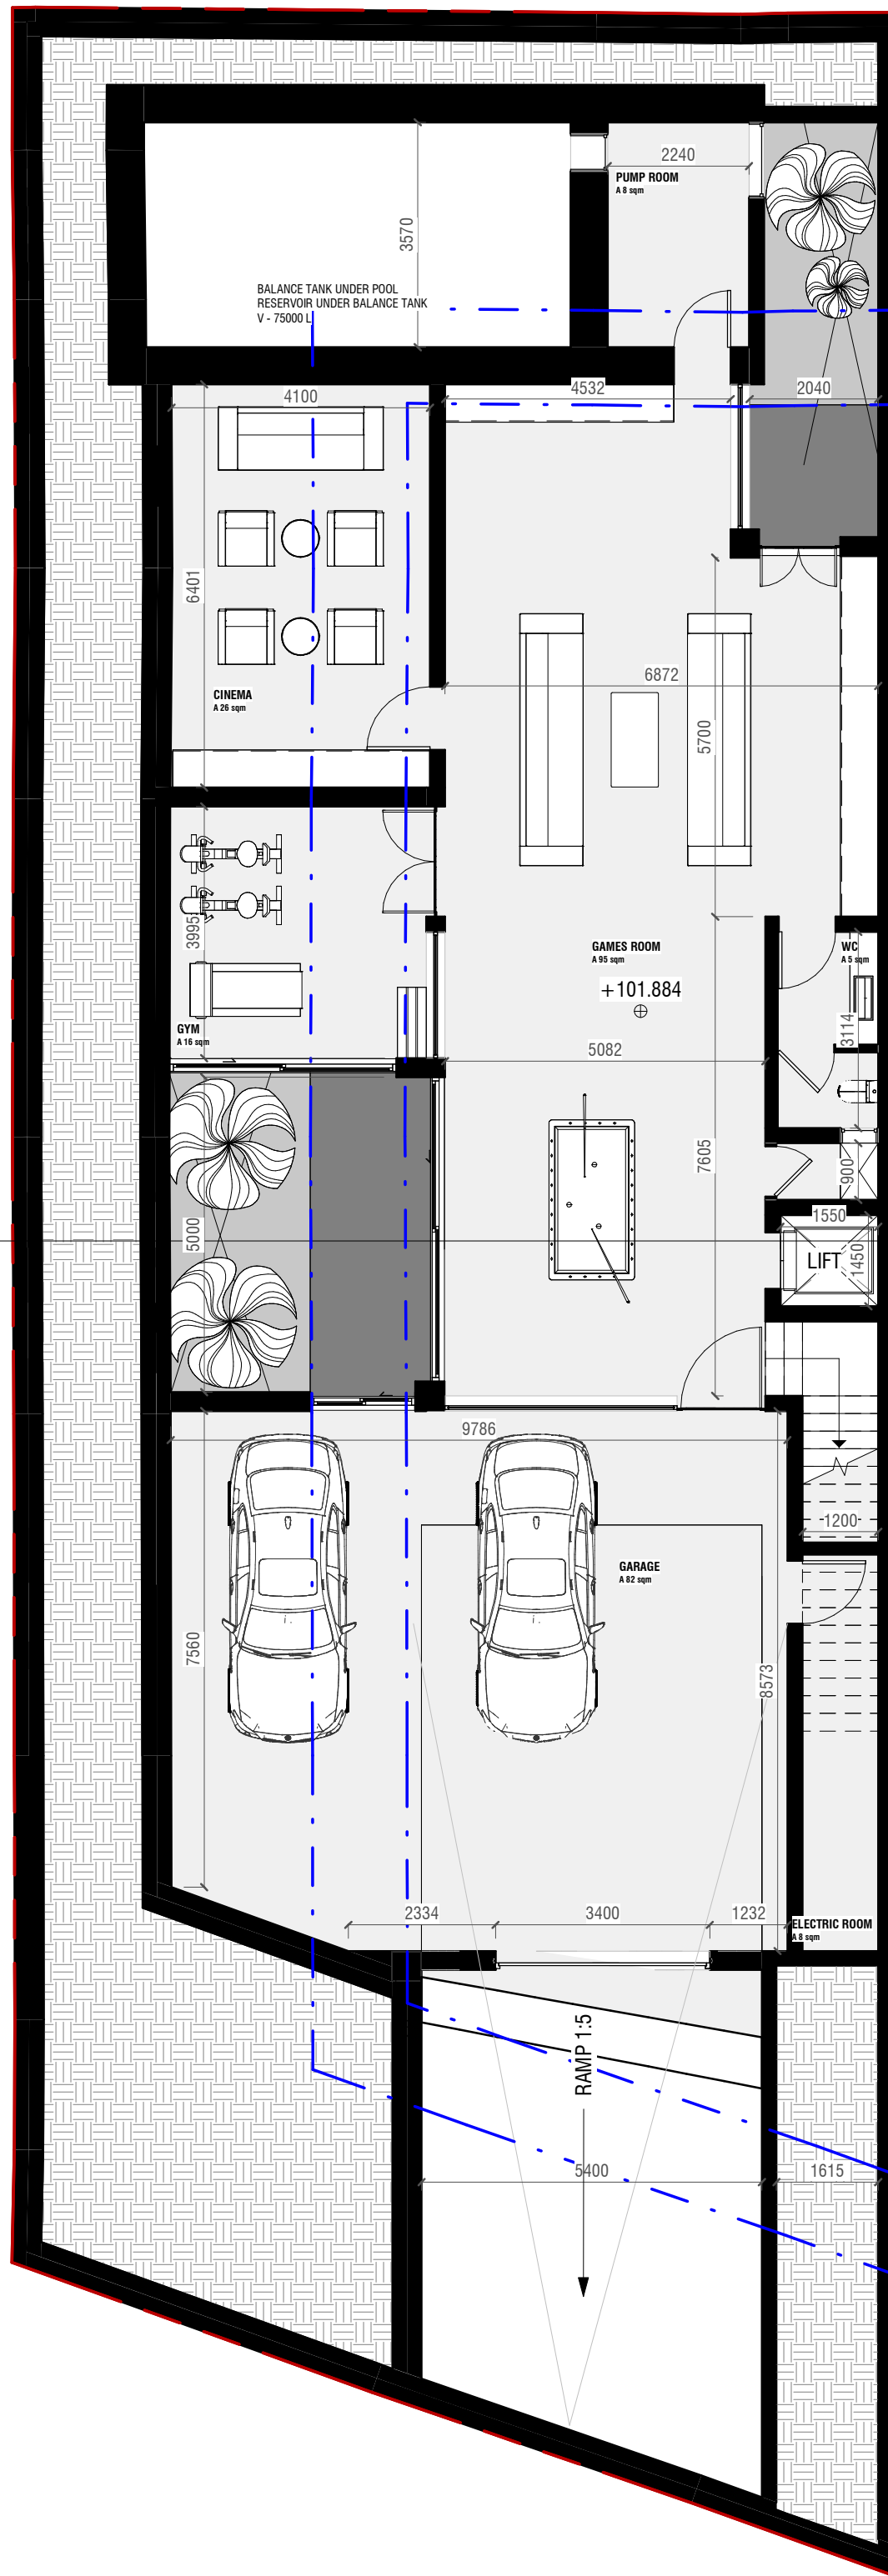 2240
PUMP ROOM
A 8 sqm
3570
BALANCE TANK UNDER POOL
RESERVOIR UNDER BALANCE TANK
V - 75000 L
4100
4532
2040
6401
6872
CINEMA
A 26 sqm
5700
3995
GAMES ROOM
A 95 sqm
WC
A 5 sqm
+101.884
GYM
A 16 sqm
3114
5082
7605
900
5000
1550
LIFT
1450
9786
1200
GARAGE
A 82 sqm
7560
8573
2334
3400
1232
ELECTRIC ROOM
A 8 sqm
RAMP 1:5
5400
1615